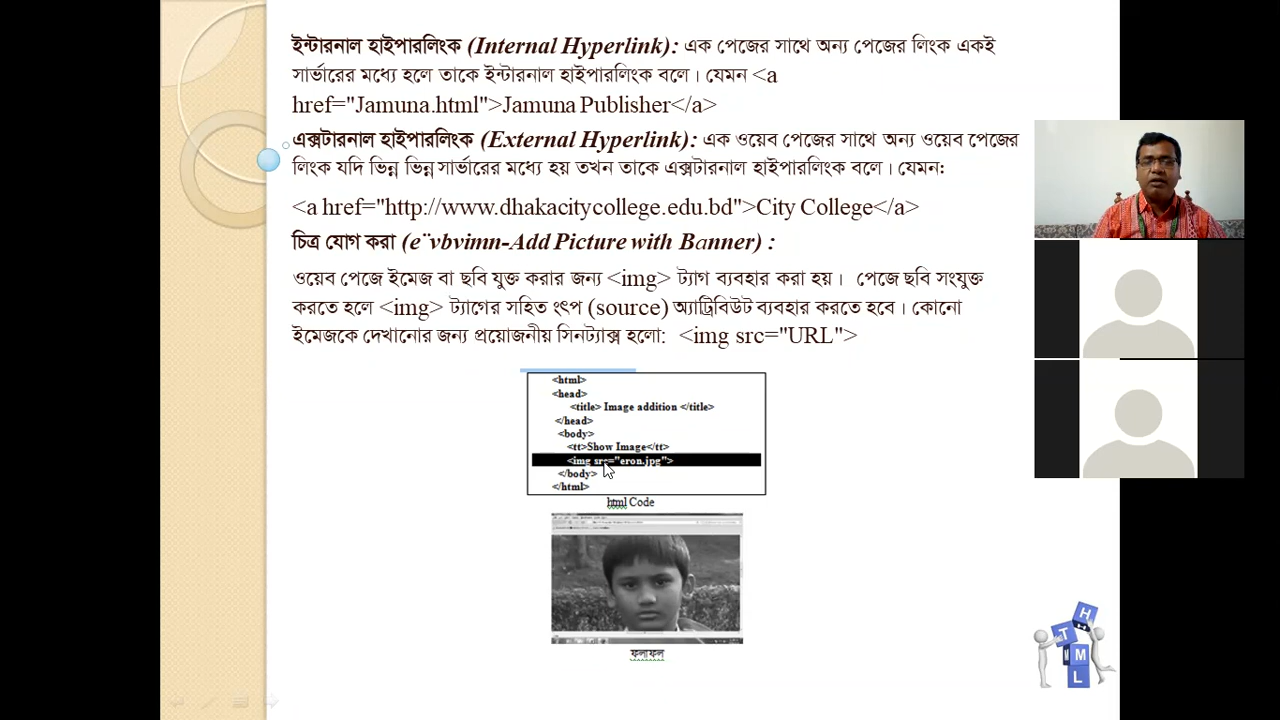 ইন্টারনাল হাইপারলিংক (Internal Hyperlink): এক পেজের সাথে অন্য পেজের লিংক একই
সার্ভারের মধ্যে হলে তাকে ইন্টারনাল হাইপারলিংক বলে। যেমন <a
href="Jamuna.html">Jamuna Publisher</a>
এক্সটারনাল হাইপারলিংক (External Hyperlink): এক ওয়েব পেজের সাথে অন্য ওয়েব পেজের
লিংক যদি ভিন্ন ভিন্ন সার্ভারের মধ্যে হয় তখন তাকে এক্সটারনাল হাইপারলিংক বলে। যেমন:
<a href="http://www.dhakacitycollege.edu.bd">City College</a>
চিত্র যোগ করা (e¨vbvimn-Add Picture with Banner) :
ওয়েব পেজে ইমেজ বা ছবি যুক্ত করার জন্য <img> ট্যাগ ব্যবহার করা হয়। পেজে ছবি সংযুক্ত
করতে হলে <img> ট্যাগের সহিত ৎৎপ (source) অ্যাট্রিবিউট ব্যবহার করতে হবে। কোনো
ইমেজকে দেখানোর জন্য প্রয়োজনীয় সিনট্যাক্স হলো: <img src="URL">
<html>
<head>
<title> Image addition </title>
</head>
<body>
<tt>Show Image</tt>
<img src="eron.jpg">
</body>
</html>
html Code
ফলাফল
H
T
M
L